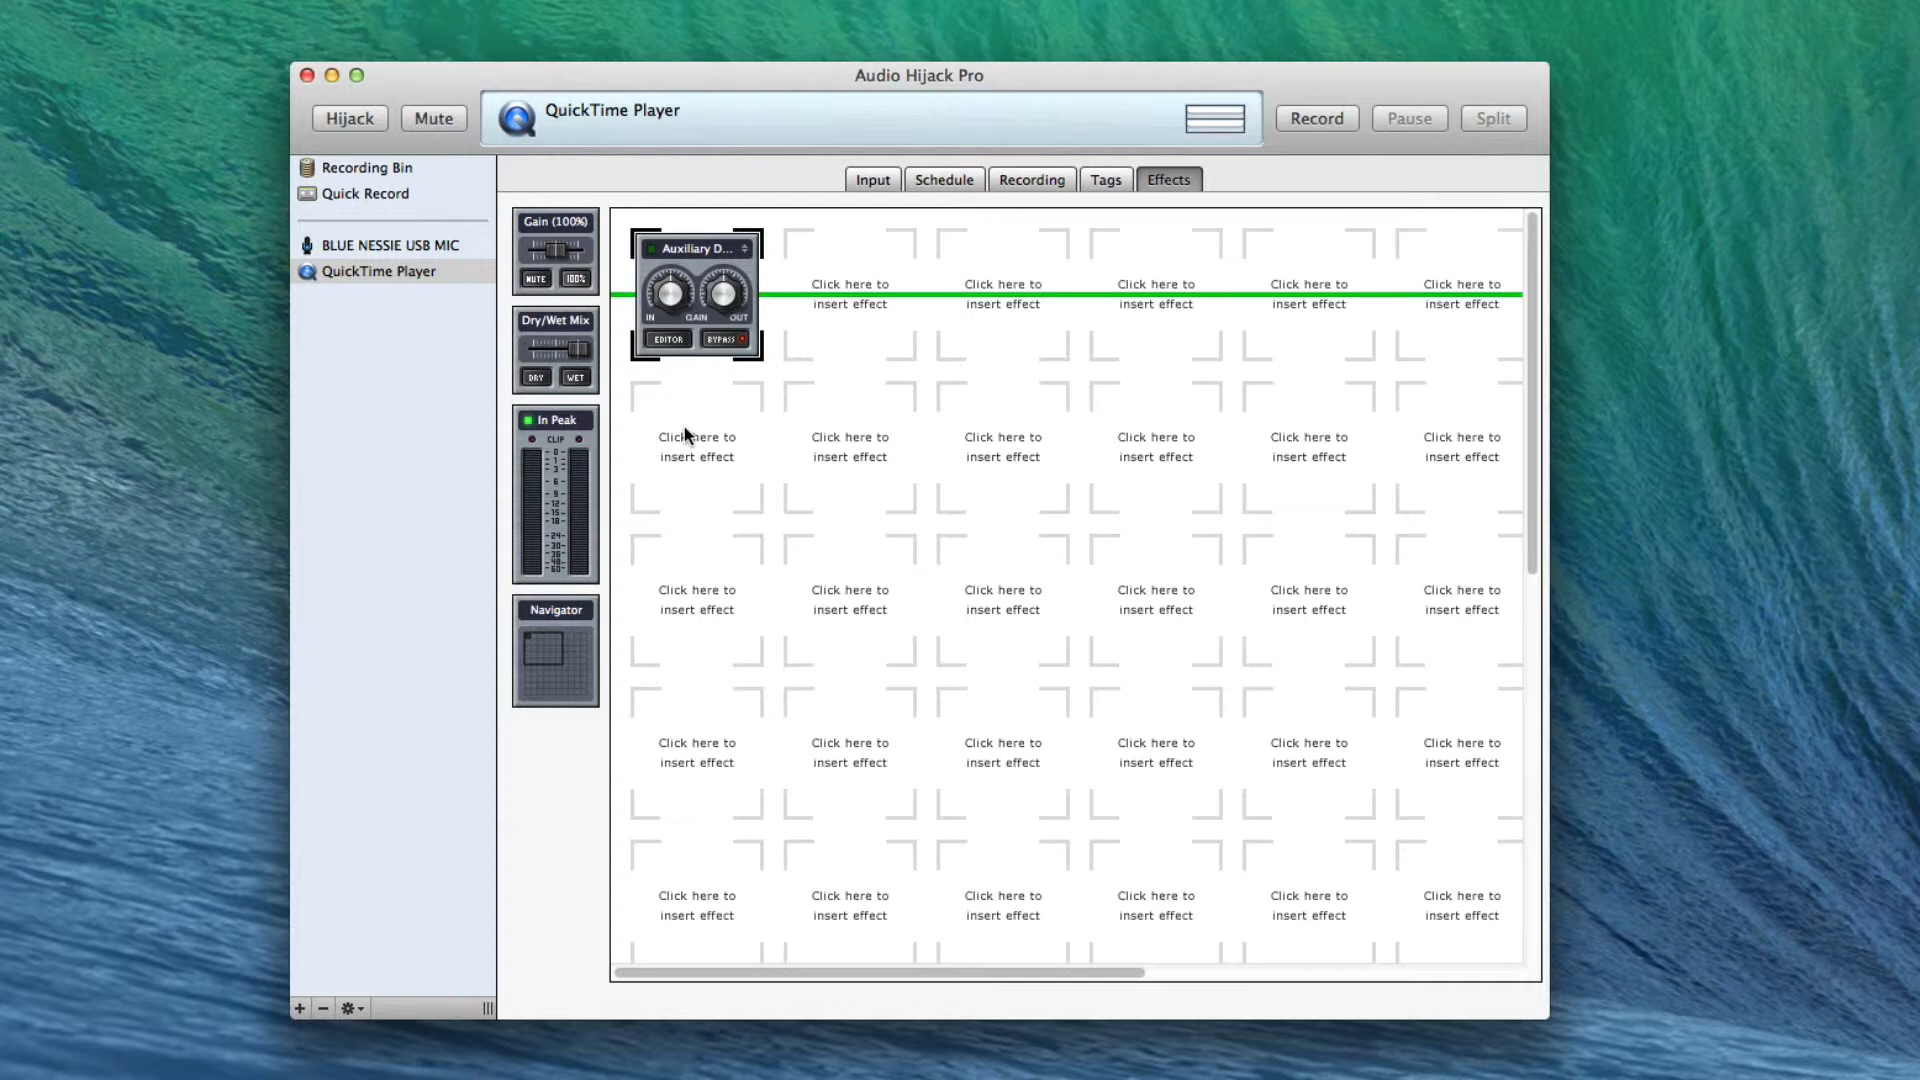 Audio Hijack Pro
Hijack
Mute
QuickTime Player
Record
Pause
Split
Recording Bin
Quick Record
BLUE NESSIE USB MIC
QuickTime Player
Input
Schedule
Recording
Tags
Effects
Gain (100%)
MUTE
100%
Dry/Wet Mix
DRY
WET
In Peak
CLIP
Navigator
Auxiliary D...
IN
GAIN
OUT
EDITOR
BYPASS
Click here to
insert effect
Click here to
insert effect
Click here to
insert effect
Click here to
insert effect
Click here to
insert effect
Click here to
insert effect
Click here to
insert effect
Click here to
insert effect
Click here to
insert effect
Click here to
insert effect
Click here to
insert effect
Click here to
insert effect
Click here to
insert effect
Click here to
insert effect
Click here to
insert effect
Click here to
insert effect
Click here to
insert effect
Click here to
insert effect
Click here to
insert effect
Click here to
insert effect
Click here to
insert effect
Click here to
insert effect
Click here to
insert effect
Click here to
insert effect
Click here to
insert effect
Click here to
insert effect
Click here to
insert effect
Click here to
insert effect
Click here to
insert effect